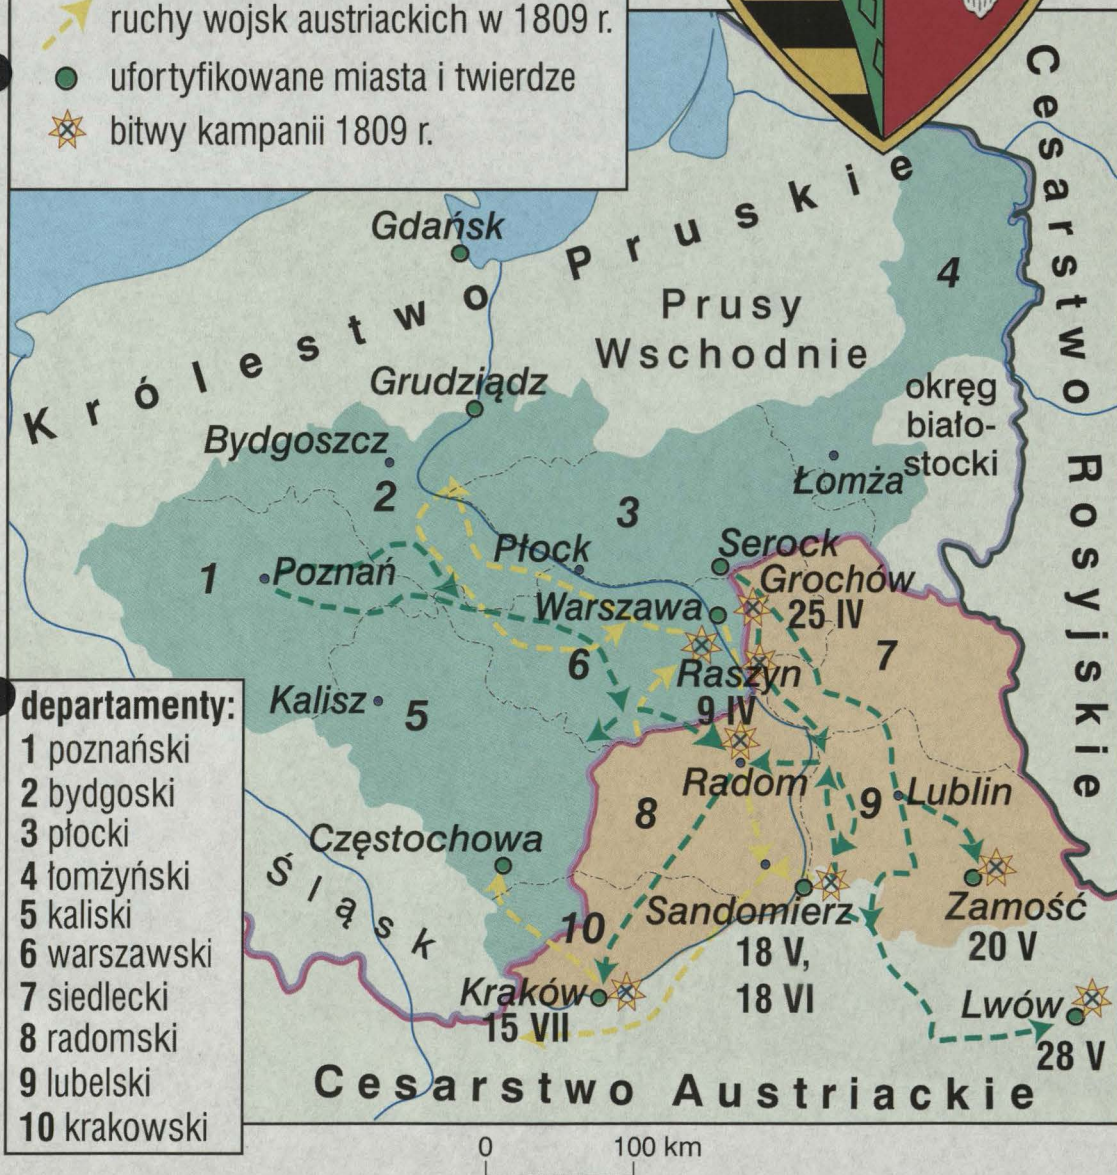 ruchy wojsk austriackich w 1809 r.
ufortyfikowane miasta i twierdze
bitwy kampanii 1809 r.
Cesarstwo Rosyjskie
Królestwo Pruskie
Gdańsk
4
Prusy
Wschodnie
Grudziądz
okręg
biało-
stocki
Bydgoszcz
Łomża
2
3
Płock
Serock
1
Poznań
Grochów
25 IV
Warszawa
7
6
Raszyn
9 IV
Kalisz
5
Radom
8
9
Lublin
Częstochowa
Śląsk
Sandomierz
18 V,
18 VI
Zamość
20 V
10
Kraków
15 VII
Lwów
28 V
Cesarstwo Austriackie
departamenty:
1 poznański
2 bydgoski
3 płocki
4 łomżyński
5 kaliski
6 warszawski
7 siedlecki
8 radomski
9 lubelski
10 krakowski
0 100 km